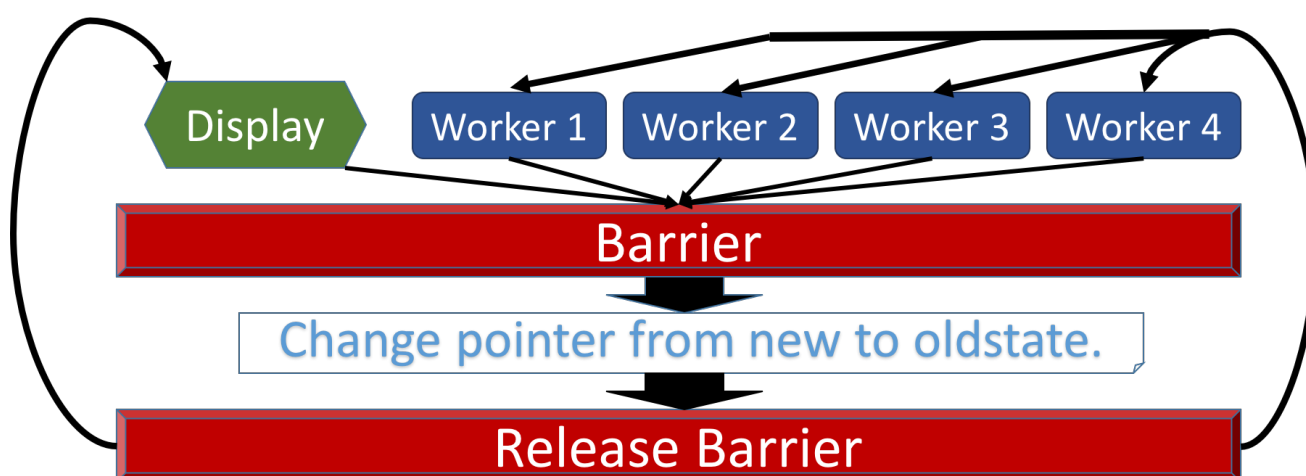 Display
Worker 1
Worker 2
Worker 3
Worker 4
Barrier
Change pointer from new to oldstate.
Release Barrier